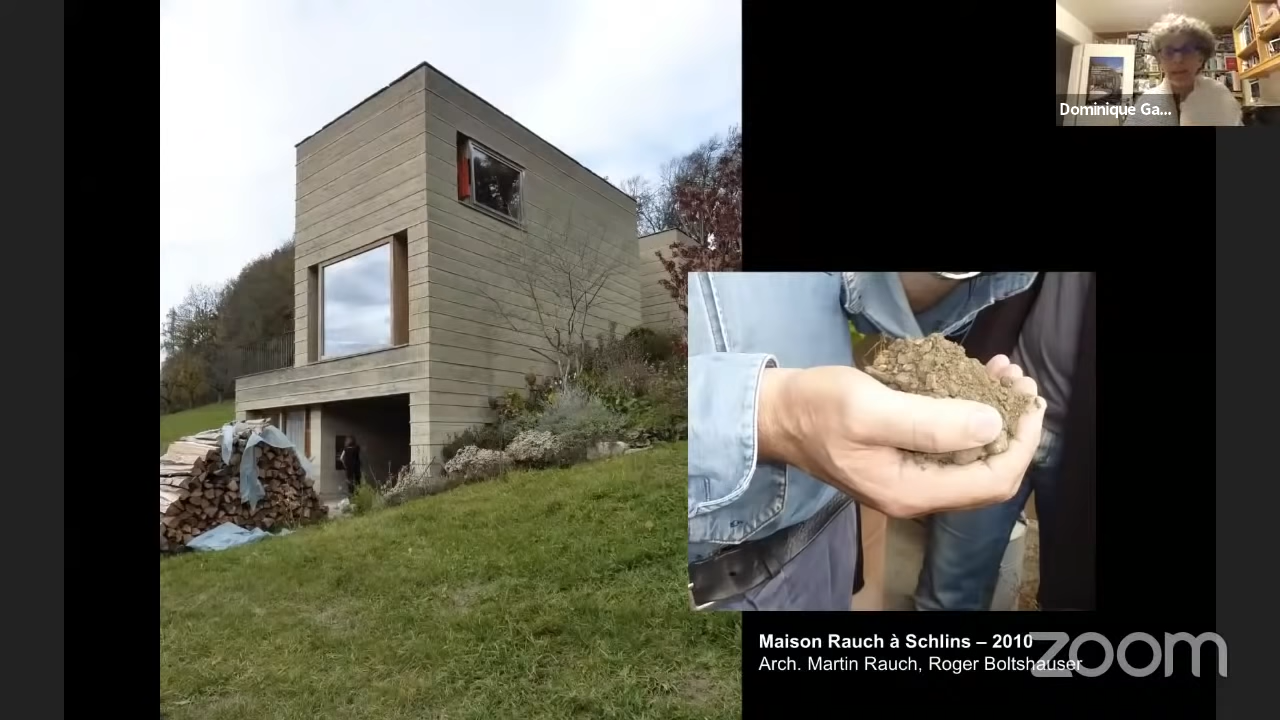 Dominique Ga...
Maison Rauch à Schlins – 2010
Arch. Martin Rauch, Roger Boltshauser
zoom